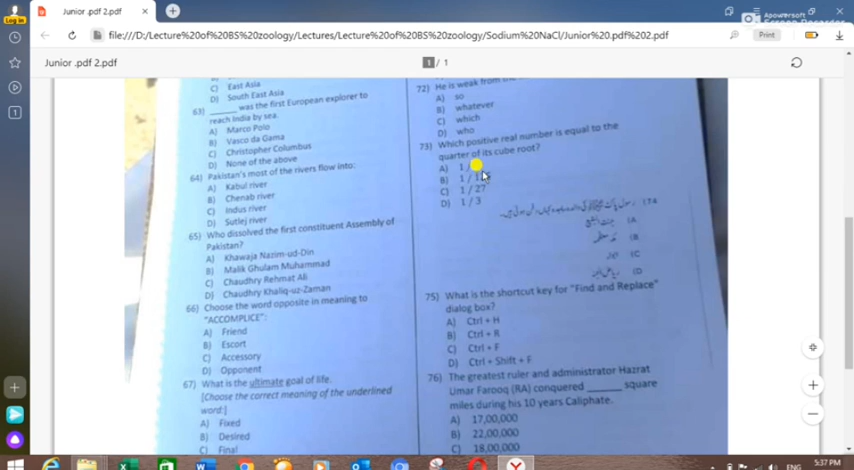 Log in
Junior .pdf 2.pdf
Apowersoft
Screen Recorder
file:///D:/Lecture%20of%20BS%20zoology/Lectures/Lecture%20of%20BS%20zoology/Sodium%20NaCl/Junior%20.pdf%202.pdf
Print
Junior .pdf 2.pdf
1 / 1
C) East Asia
D) South East Asia
63) ______ was the first European explorer to
reach India by sea.
A) Marco Polo
B) Vasco da Gama
C) Christopher Columbus
D) None of the above
64) Pakistan's most of the rivers flow into:
A) Kabul river
B) Chenab river
C) Indus river
D) Sutlej river
65) Who dissolved the first constituent Assembly of
Pakistan?
A) Khawaja Nazim-ud-Din
B) Malik Ghulam Muhammad
C) Chaudhry Rehmat Ali
D) Chaudhry Khaliq-uz-Zaman
66) Choose the word opposite in meaning to
"ACCOMPLICE":
A) Friend
B) Escort
C) Accessory
D) Opponent
67) What is the ultimate goal of life.
[Choose the correct meaning of the underlined
word:]
A) Fixed
B) Desired
C) Final
72) He is weak from the
A) so
B) whatever
C) which
D) who
73) Which positive real number is equal to the
quarter of its cube root?
A) 1 /
B) 1 /
C) 1 / 27
D) 1 / 3
75) What is the shortcut key for "Find and Replace"
dialog box?
A) Ctrl + H
B) Ctrl + R
C) Ctrl + F
D) Ctrl + Shift + F
76) The greatest ruler and administrator Hazrat
Umar Farooq (RA) conquered ______ square
miles during his 10 years Caliphate.
A) 17,00,000
B) 22,00,000
C) 18,00,000
ENG
5:37 PM